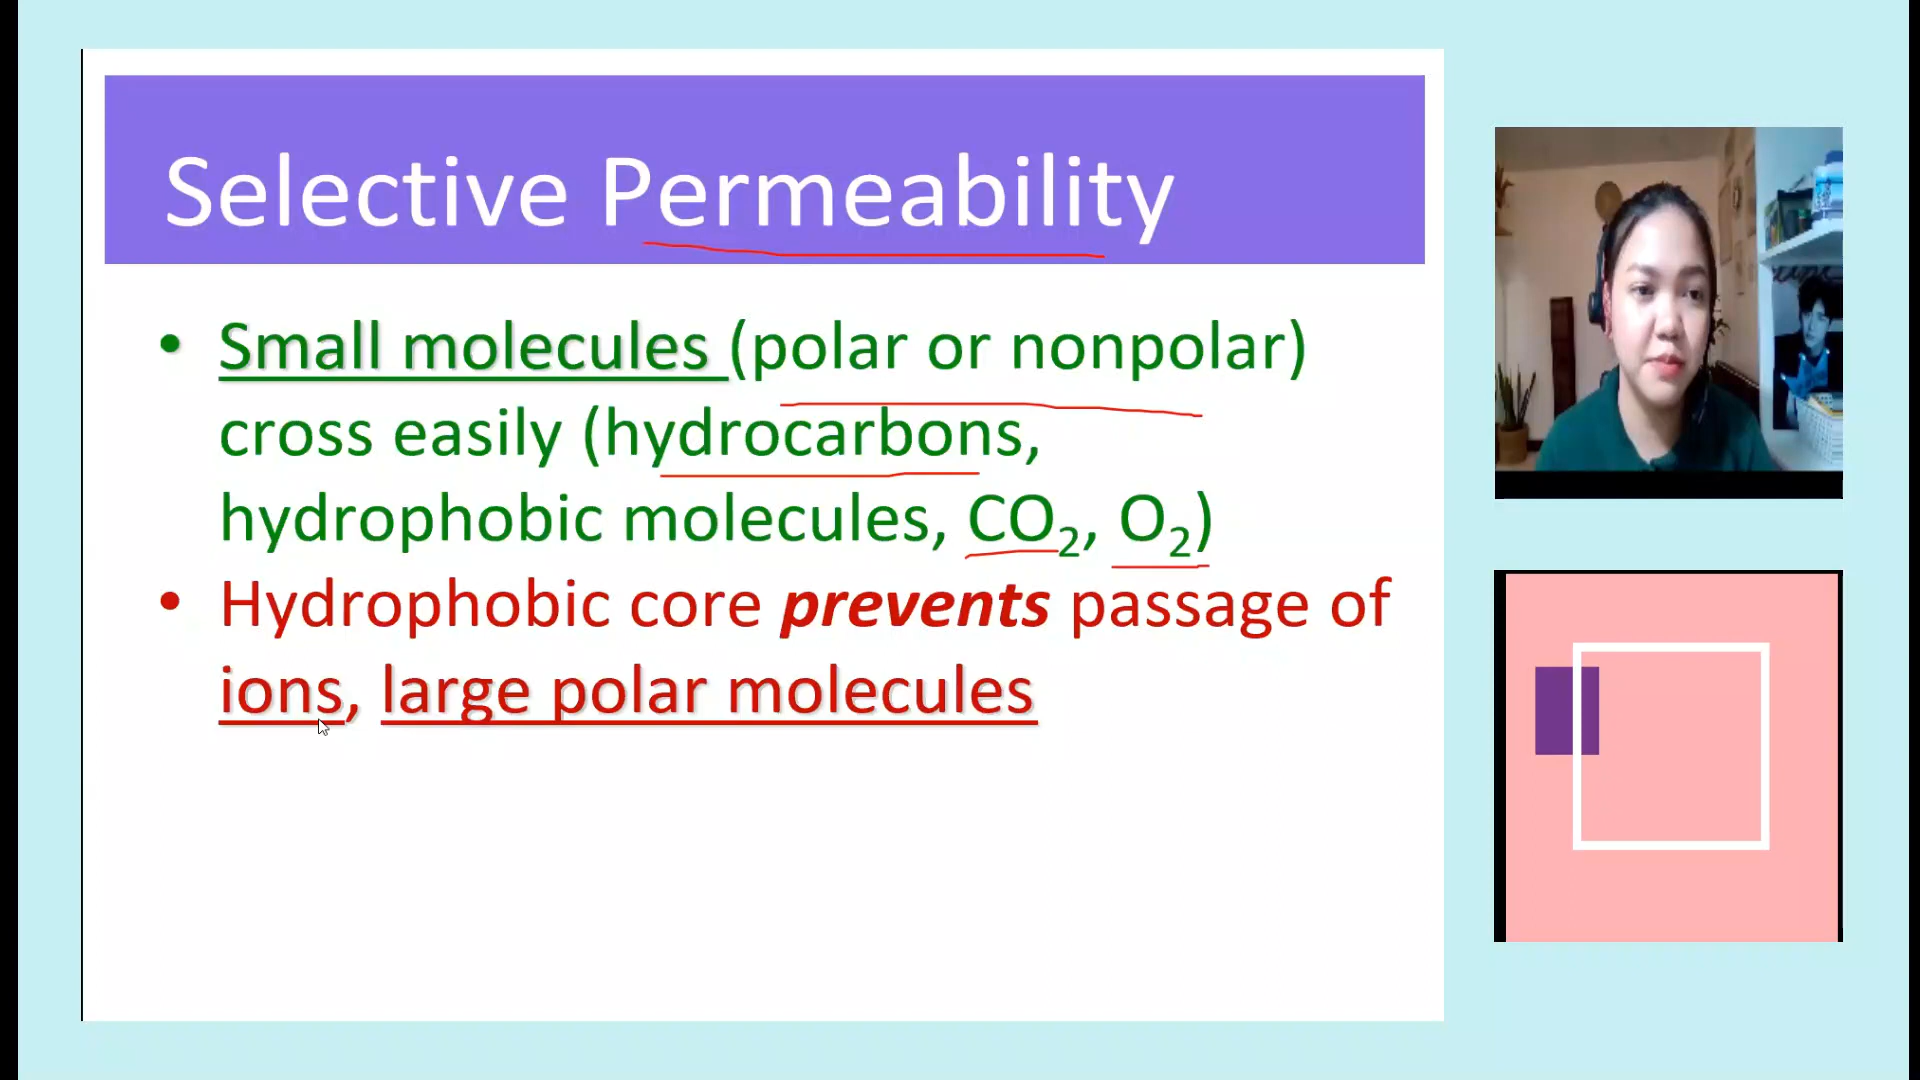 Selective Permeability
• Small molecules (polar or nonpolar)
cross easily (hydrocarbons,
hydrophobic molecules, CO₂, O₂)
• Hydrophobic core prevents passage of
ions, large polar molecules